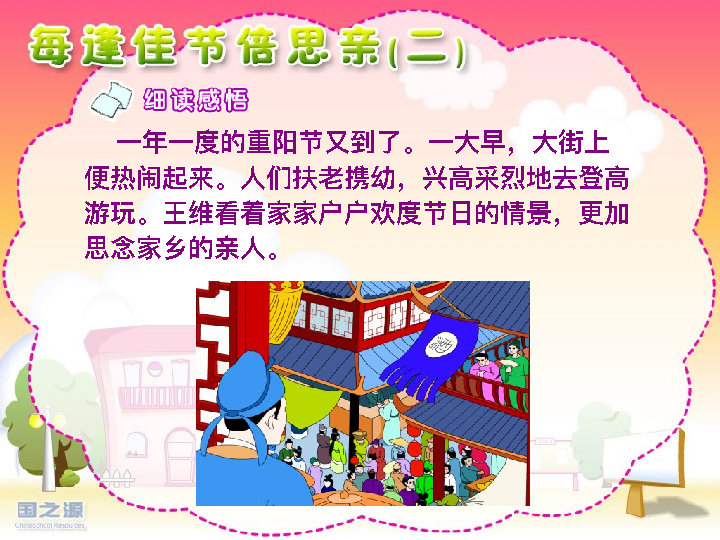 每逢佳节倍思亲(二)
细读感悟
一年一度的重阳节又到了。一大早，大街上
便热闹起来。人们扶老携幼，兴高采烈地去登高
游玩。王维看着家家户户欢度节日的情景，更加
思念家乡的亲人。
国之源
ChinaSchool Resources